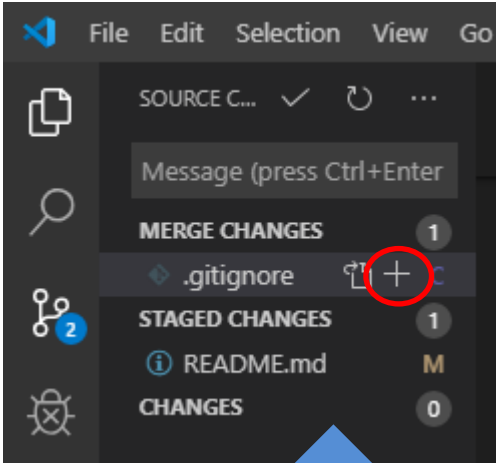 File Edit Selection View Go
SOURCE C...
Message (press Ctrl+Enter
MERGE CHANGES 1
.gitignore C
STAGED CHANGES 1
2
README.md M
CHANGES 0